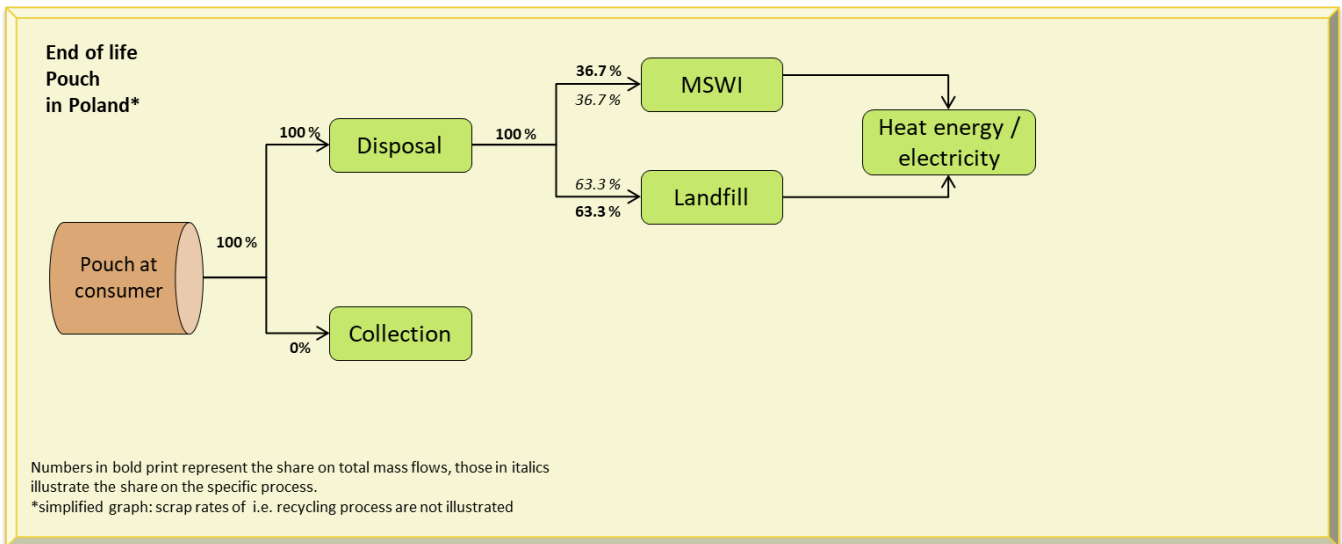 End of life
Pouch
in Poland*
Pouch at
consumer
100 %
100 %
Disposal
0%
Collection
100 %
36.7 %
36.7 %
MSWI
63.3 %
63.3 %
Landfill
Heat energy /
electricity
Numbers in bold print represent the share on total mass flows, those in italics
illustrate the share on the specific process.
*simplified graph: scrap rates of i.e. recycling process are not illustrated